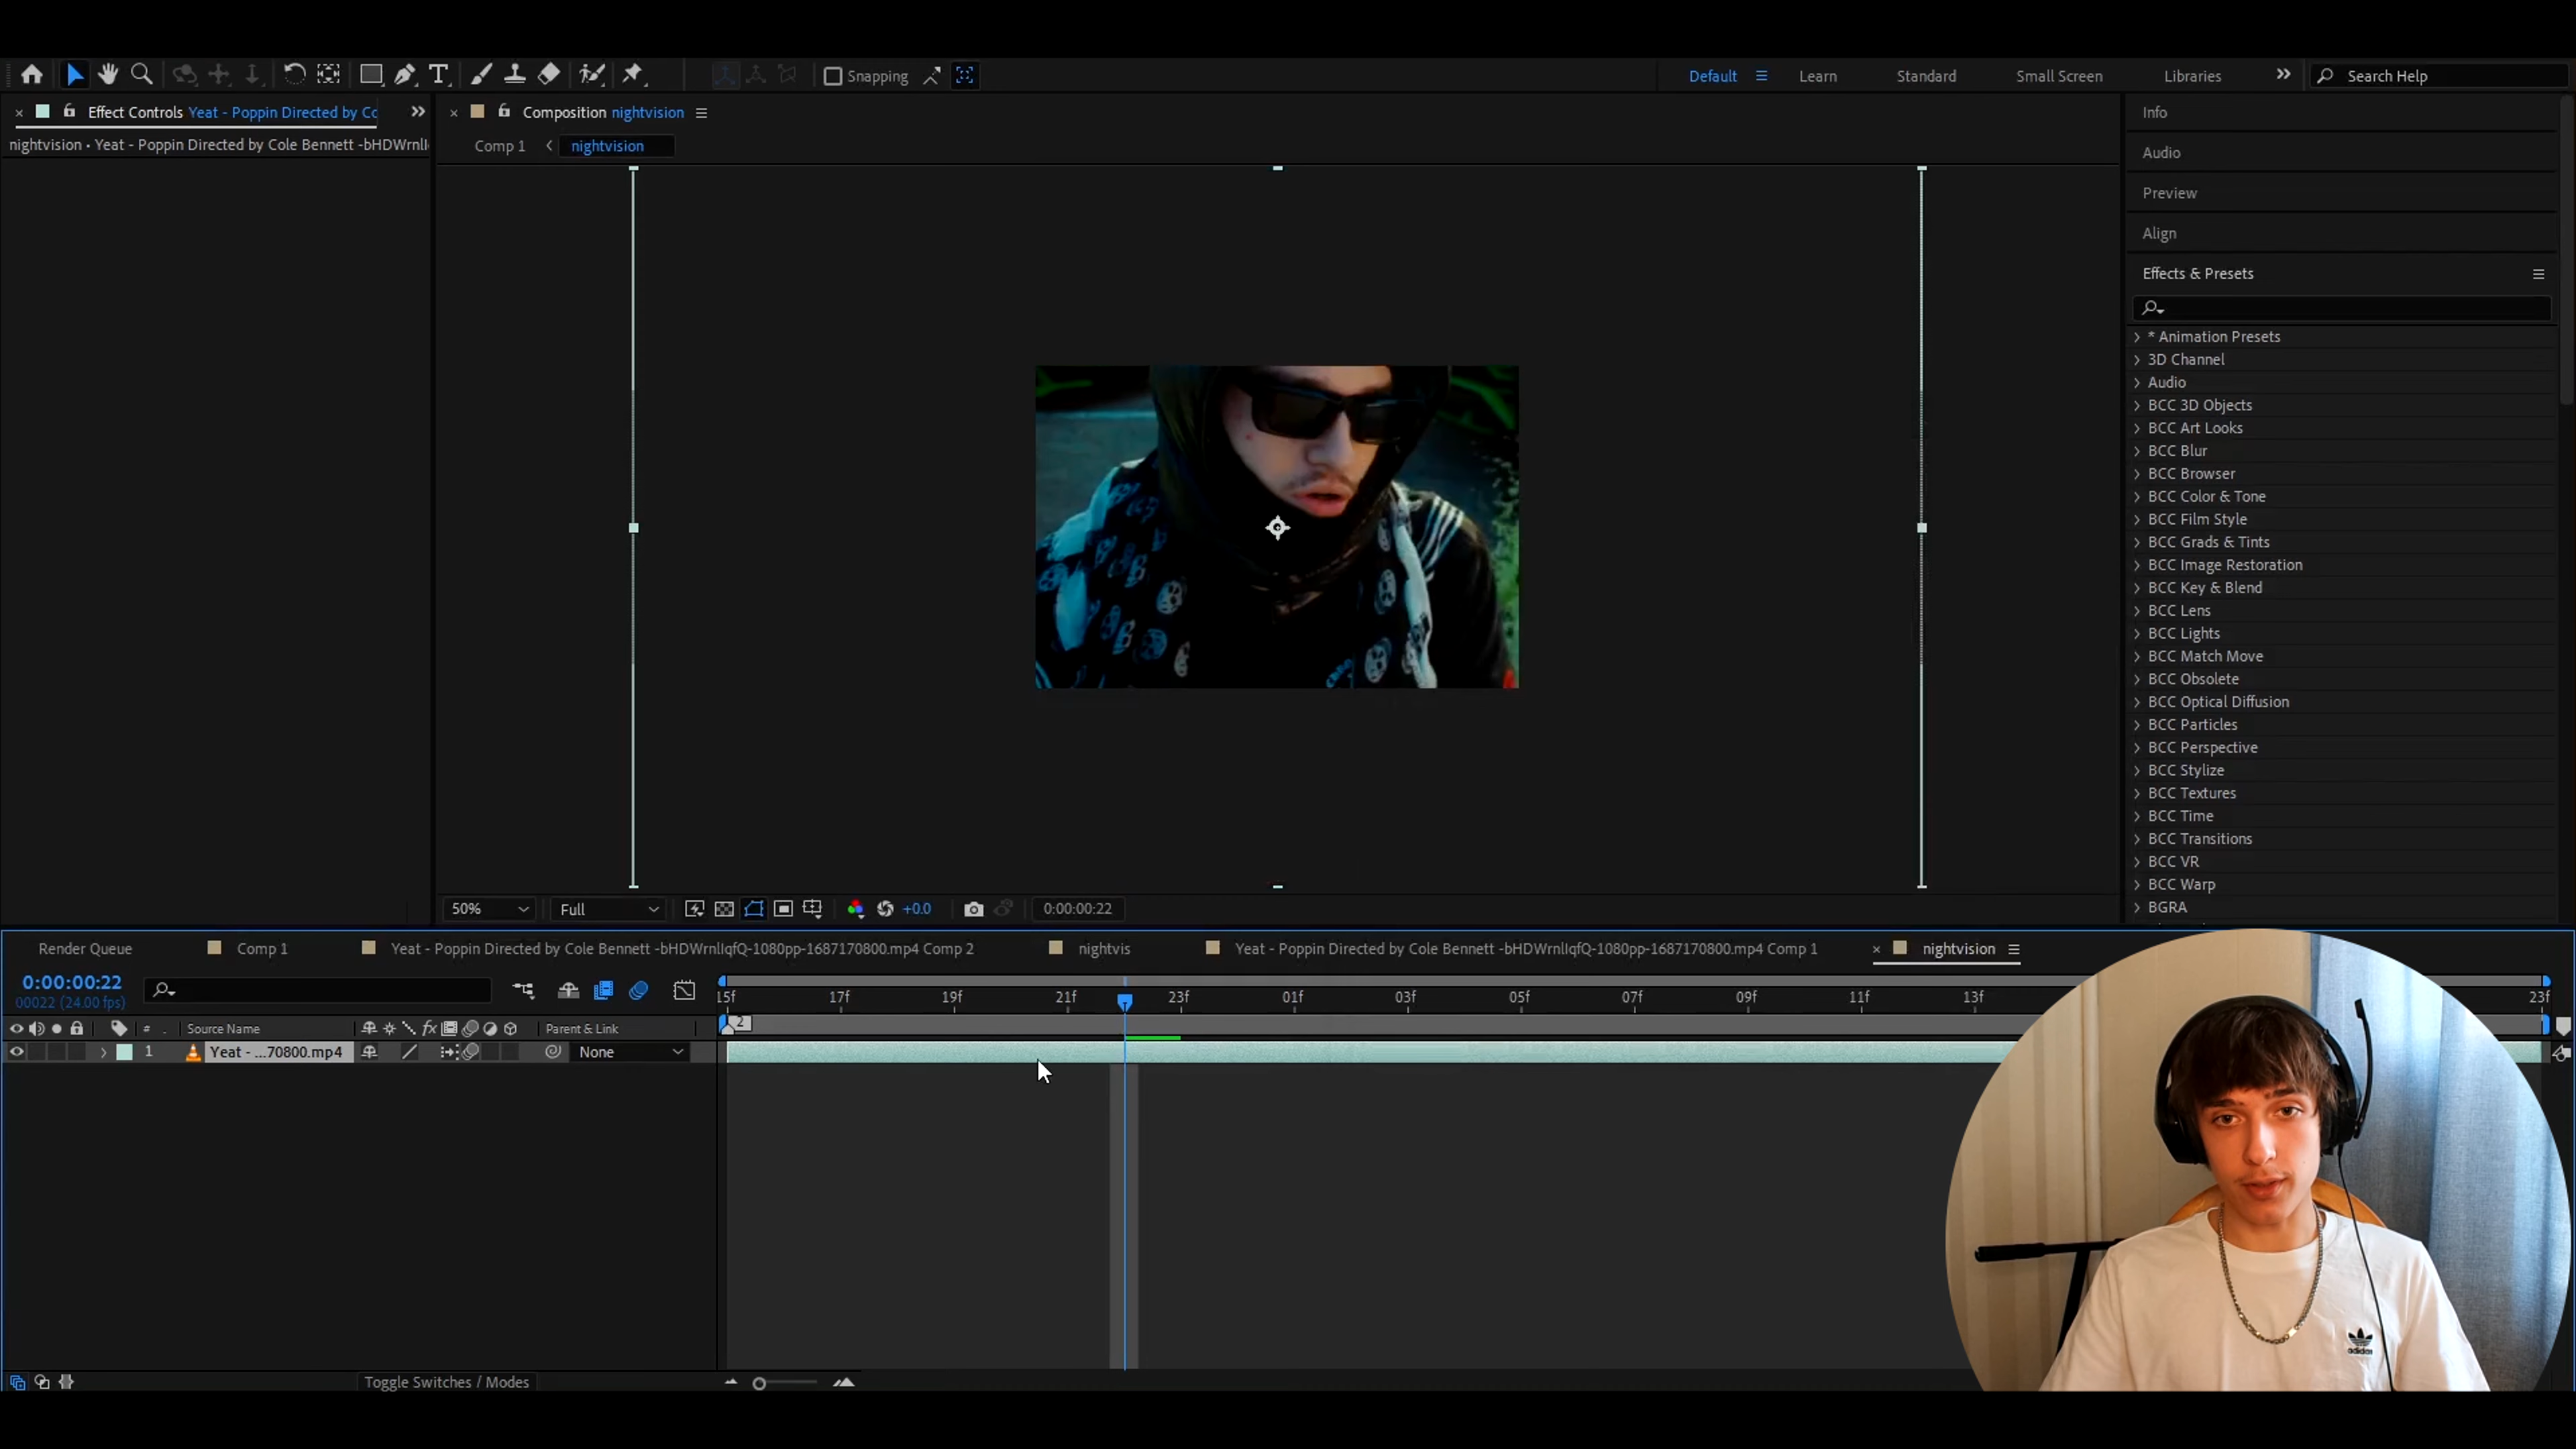 Snapping
Default
Learn
Standard
Small Screen
Libraries
Search Help
Effect Controls Yeat - Poppin Directed by Cc
Composition nightvision
Info
nightvision • Yeat - Poppin Directed by Cole Bennett -bHDWrnlI
Comp 1
nightvision
Audio
Preview
Align
Effects & Presets
* Animation Presets
3D Channel
Audio
BCC 3D Objects
BCC Art Looks
BCC Blur
BCC Browser
BCC Color & Tone
BCC Film Style
BCC Grads & Tints
BCC Image Restoration
BCC Key & Blend
BCC Lens
BCC Lights
BCC Match Move
BCC Obsolete
BCC Optical Diffusion
BCC Particles
BCC Perspective
BCC Stylize
BCC Textures
BCC Time
BCC Transitions
BCC VR
BCC Warp
BGRA
50%
Full
+0.0
0:00:00:22
Render Queue
Comp 1
Yeat - Poppin Directed by Cole Bennett -bHDWrnlIqfQ-1080pp-1687170800.mp4 Comp 2
nightvis
Yeat - Poppin Directed by Cole Bennett -bHDWrnlIqfQ-1080pp-1687170800.mp4 Comp 1
nightvision
0:00:00:22
00022 (24.00 fps)
15f 17f 19f 21f 23f 01f 03f 05f 07f 09f 11f 13f 23f
2
# . Source Name
fx
Parent & Link
1 Yeat - ...70800.mp4
None
Toggle Switches / Modes
adidas